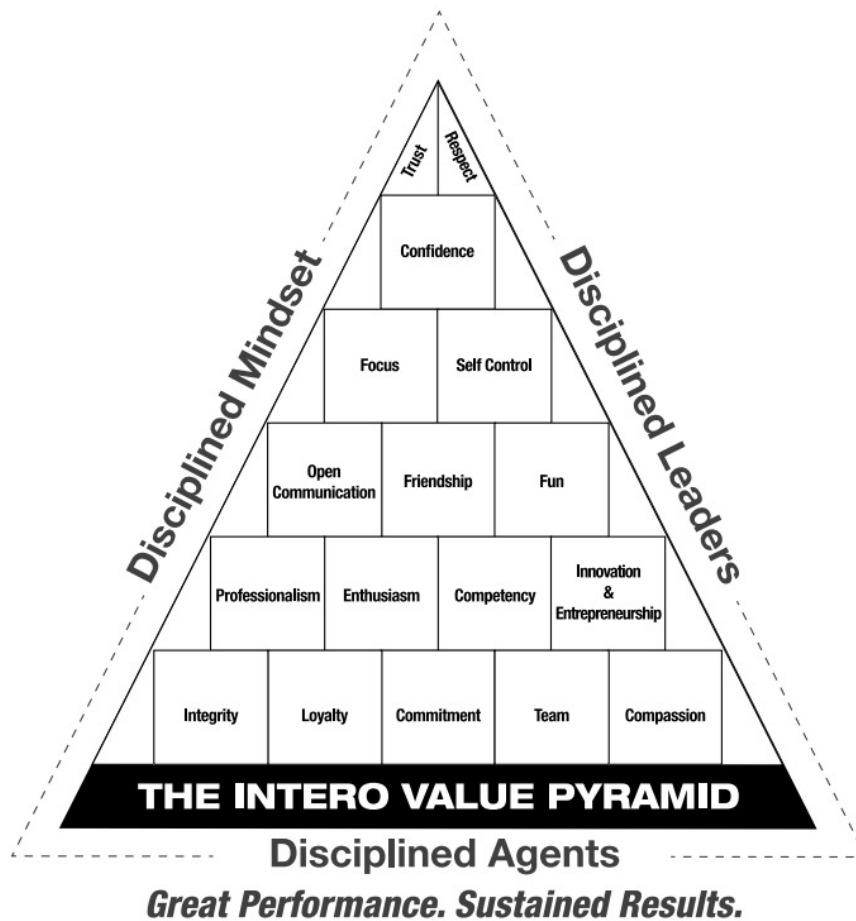 Trust
Respect
Confidence
Disciplined Mindset
Disciplined Leaders
Focus
Self Control
Open
Communication
Friendship
Fun
Professionalism
Enthusiasm
Competency
Innovation
&
Entrepreneurship
Integrity
Loyalty
Commitment
Team
Compassion
THE INTERO VALUE PYRAMID
Disciplined Agents
Great Performance. Sustained Results.